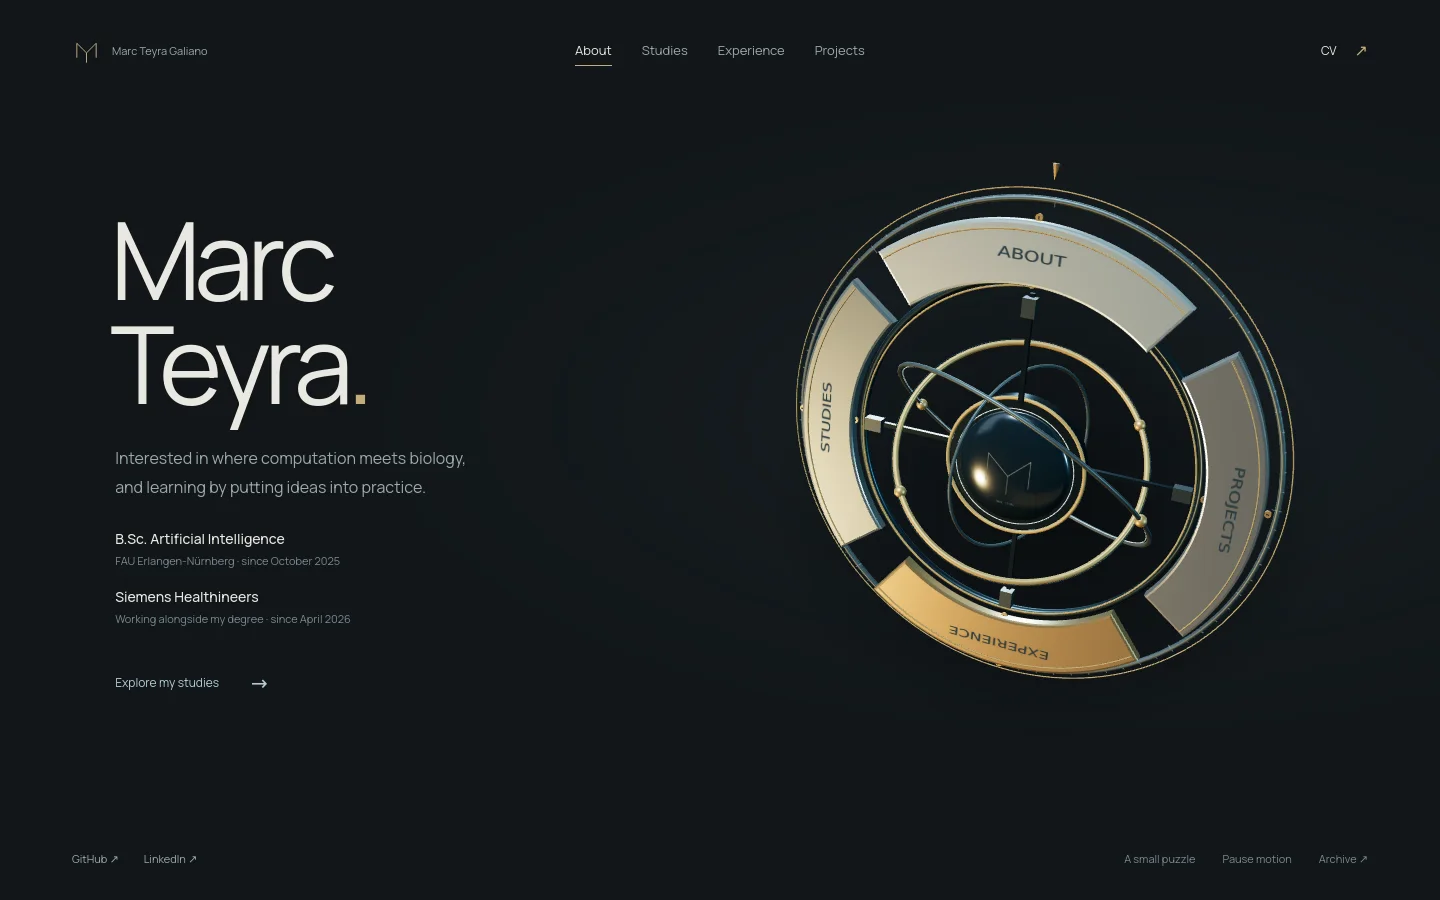 Marc Teyra Galiano
About
Studies
Experience
Projects
CV ↗
Marc
Teyra.
Interested in where computation meets biology,
and learning by putting ideas into practice.
B.Sc. Artificial Intelligence
FAU Erlangen-Nürnberg · since October 2025
Siemens Healthineers
Working alongside my degree · since April 2026
Explore my studies →
ABOUT
STUDIES
PROJECTS
EXPERIENCE
GitHub ↗
LinkedIn ↗
A small puzzle
Pause motion
Archive ↗